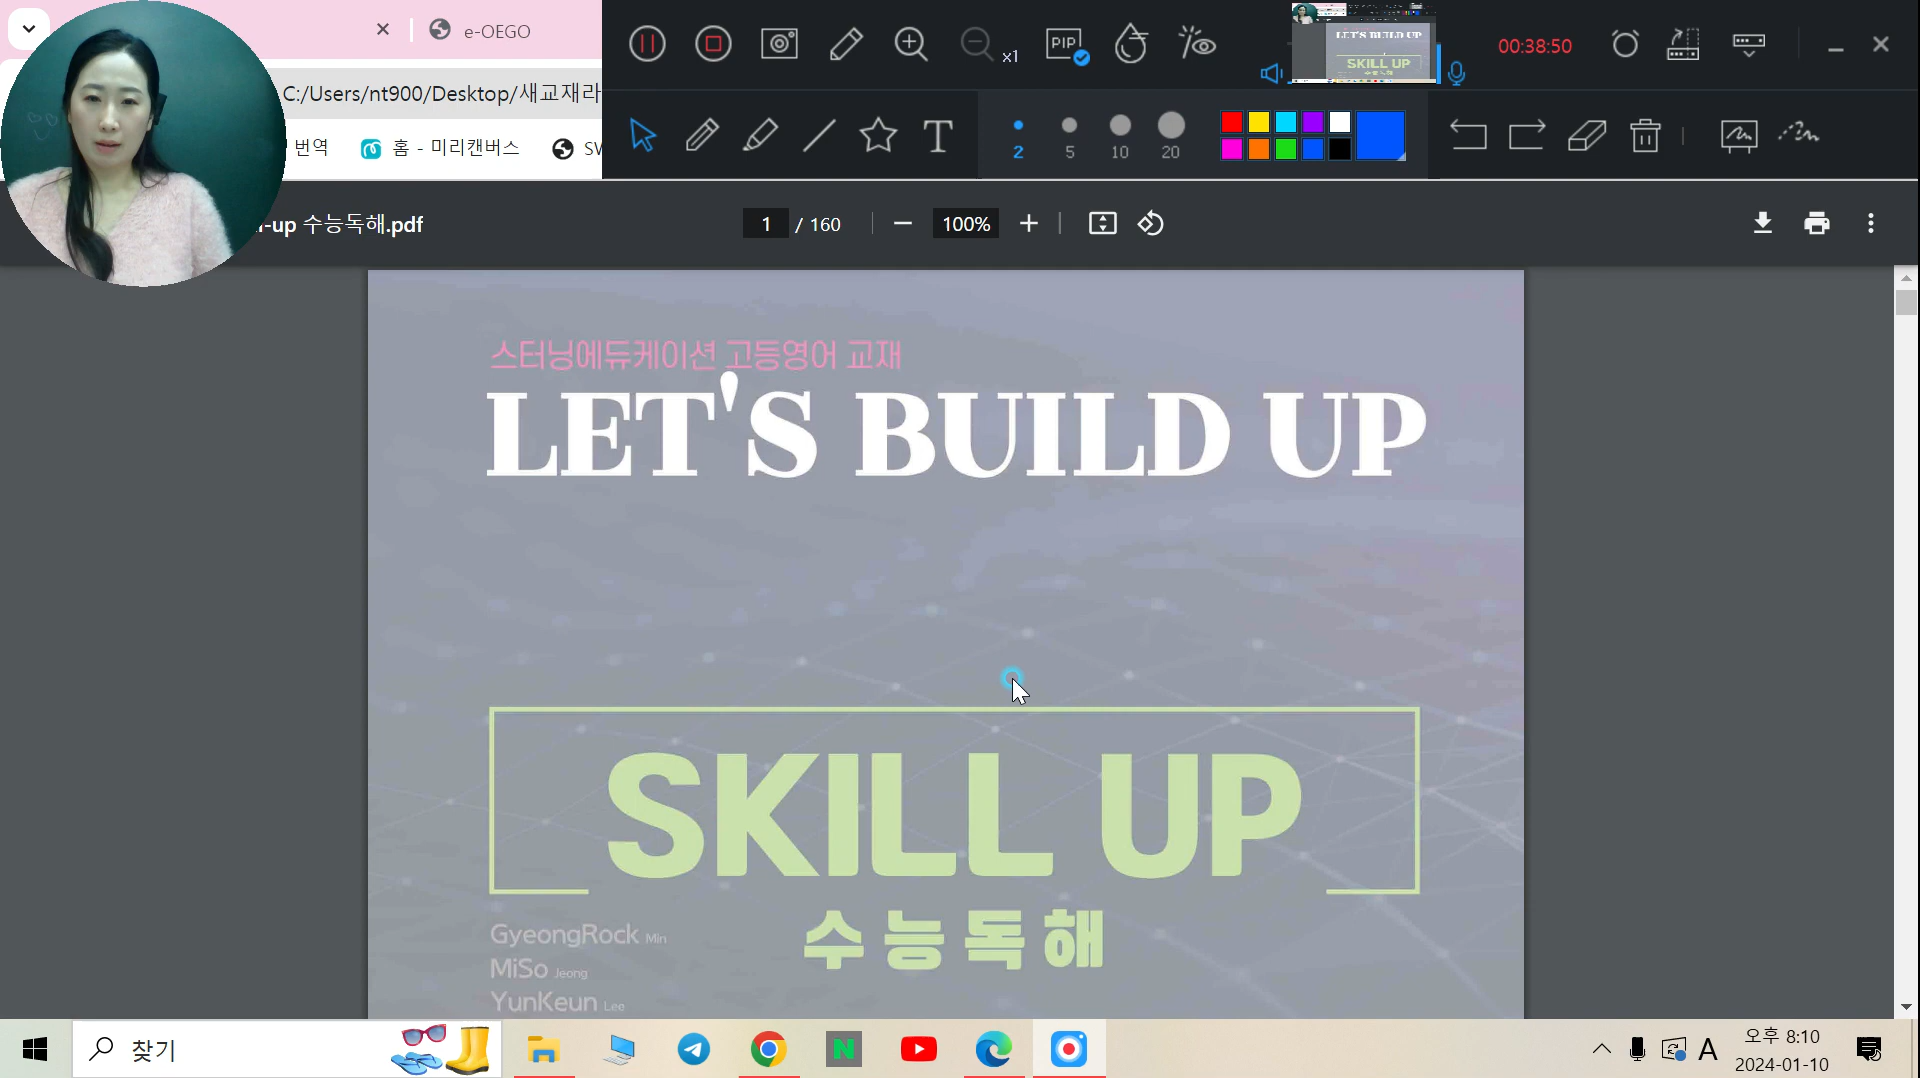 e-OEGO
C:/Users/nt900/Desktop/새교재라
번역
홈 - 미리캔버스
SW
x1
PIP
00:38:50
T
2
5
10
20
-up 수능독해.pdf
1 / 160
100%
스터닝에듀케이션 고등영어 교재
LET'S BUILD UP
SKILL UP
수능독해
GyeongRock Min
MiSo Jeong
YunKeun Lee
찾기
N
A
오후 8:10
2024-01-10